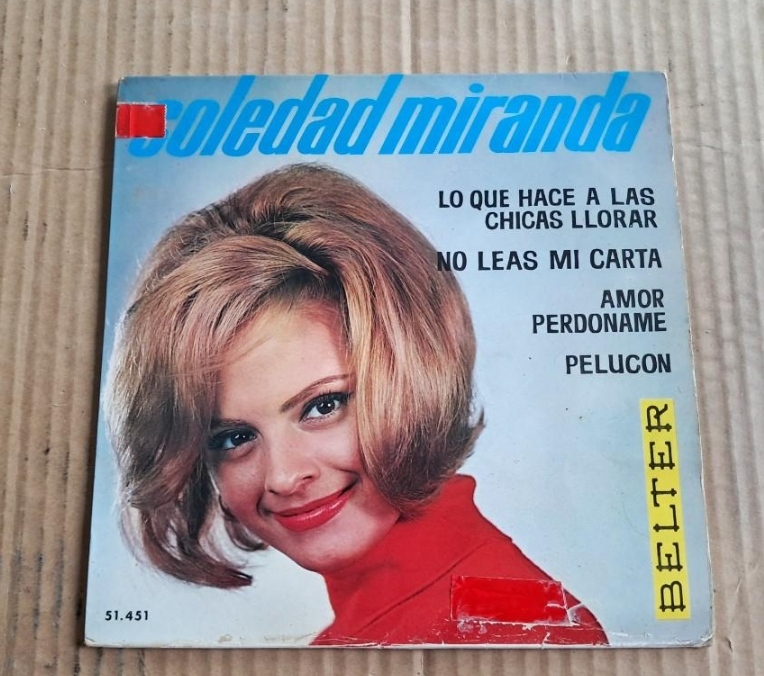 soledad miranda
LO QUE HACE A LAS
CHICAS LLORAR
NO LEAS MI CARTA
AMOR
PERDONAME
PELUCON
BELTER
51.451